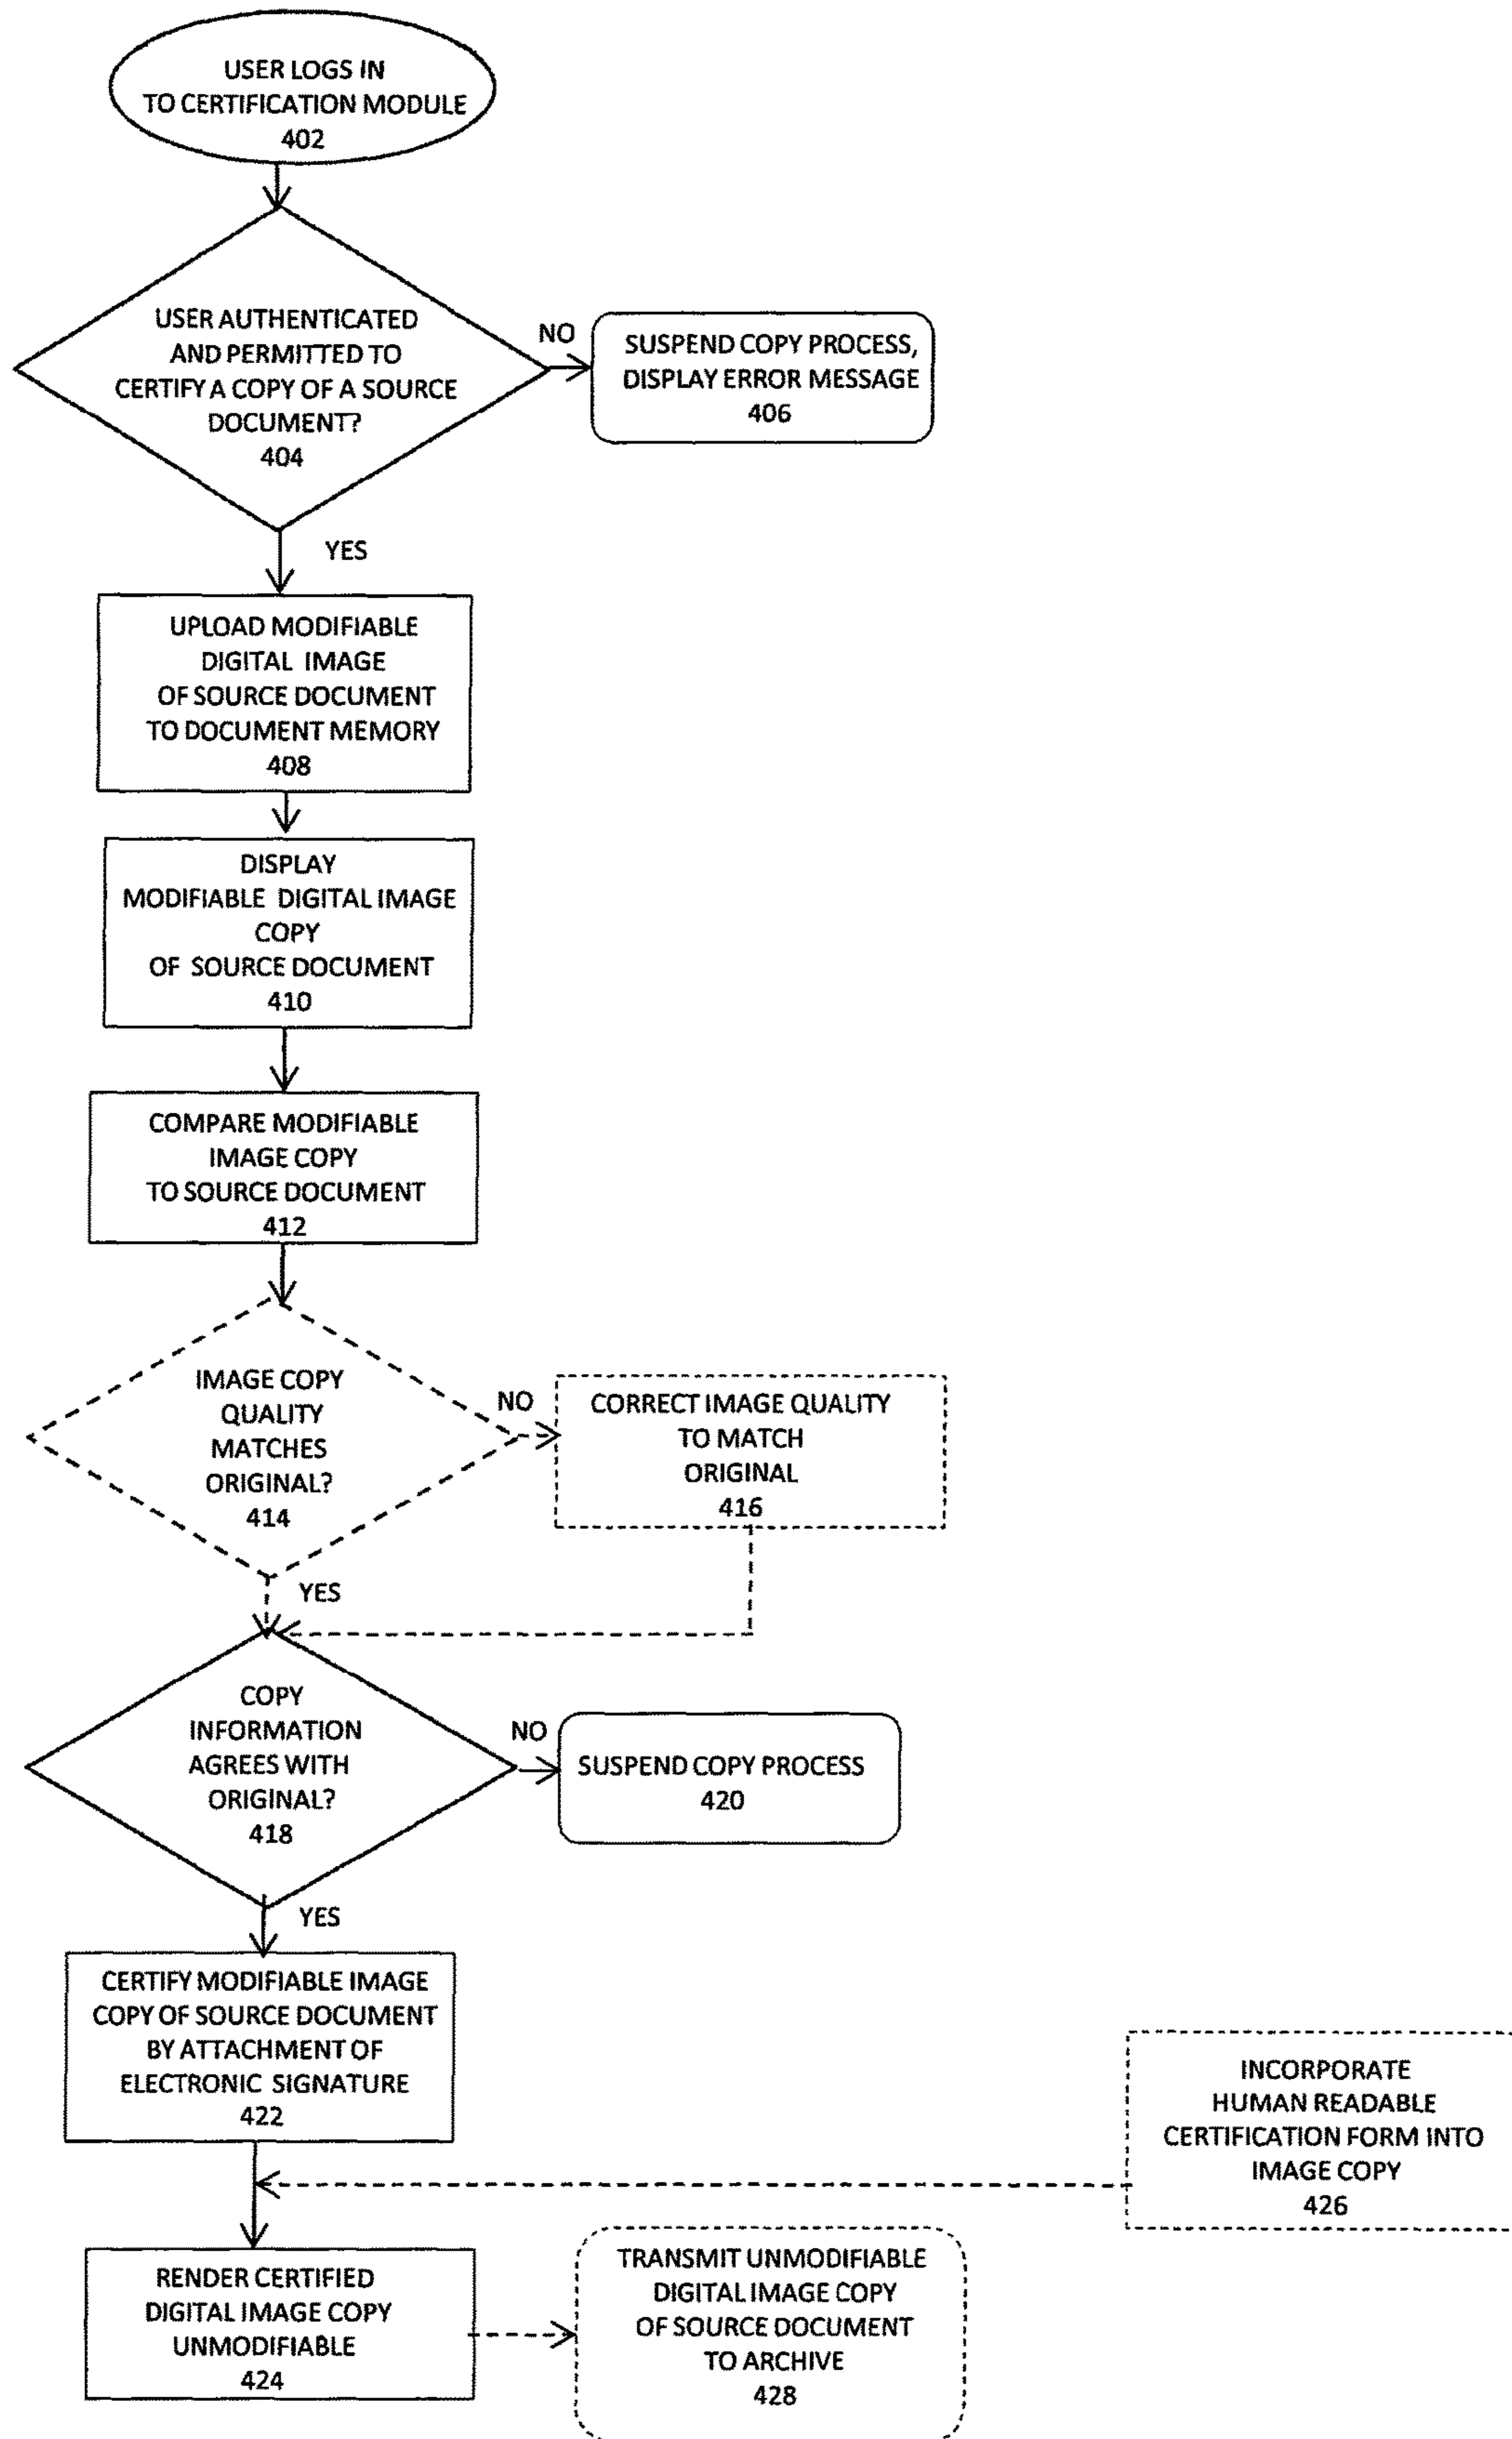 USER LOGS IN
TO CERTIFICATION MODULE
402
USER AUTHENTICATED
AND PERMITTED TO
CERTIFY A COPY OF A SOURCE
DOCUMENT?
404
NO
SUSPEND COPY PROCESS,
DISPLAY ERROR MESSAGE
406
YES
UPLOAD MODIFIABLE
DIGITAL IMAGE
OF SOURCE DOCUMENT
TO DOCUMENT MEMORY
408
DISPLAY
MODIFIABLE DIGITAL IMAGE
COPY
OF SOURCE DOCUMENT
410
COMPARE MODIFIABLE
IMAGE COPY
TO SOURCE DOCUMENT
412
IMAGE COPY
QUALITY
MATCHES
ORIGINAL?
414
NO
CORRECT IMAGE QUALITY
TO MATCH
ORIGINAL
416
YES
COPY
INFORMATION
AGREES WITH
ORIGINAL?
418
NO
SUSPEND COPY PROCESS
420
YES
CERTIFY MODIFIABLE IMAGE
COPY OF SOURCE DOCUMENT
BY ATTACHMENT OF
ELECTRONIC SIGNATURE
422
INCORPORATE
HUMAN READABLE
CERTIFICATION FORM INTO
IMAGE COPY
426
RENDER CERTIFIED
DIGITAL IMAGE COPY
UNMODIFIABLE
424
TRANSMIT UNMODIFIABLE
DIGITAL IMAGE COPY
OF SOURCE DOCUMENT
TO ARCHIVE
428